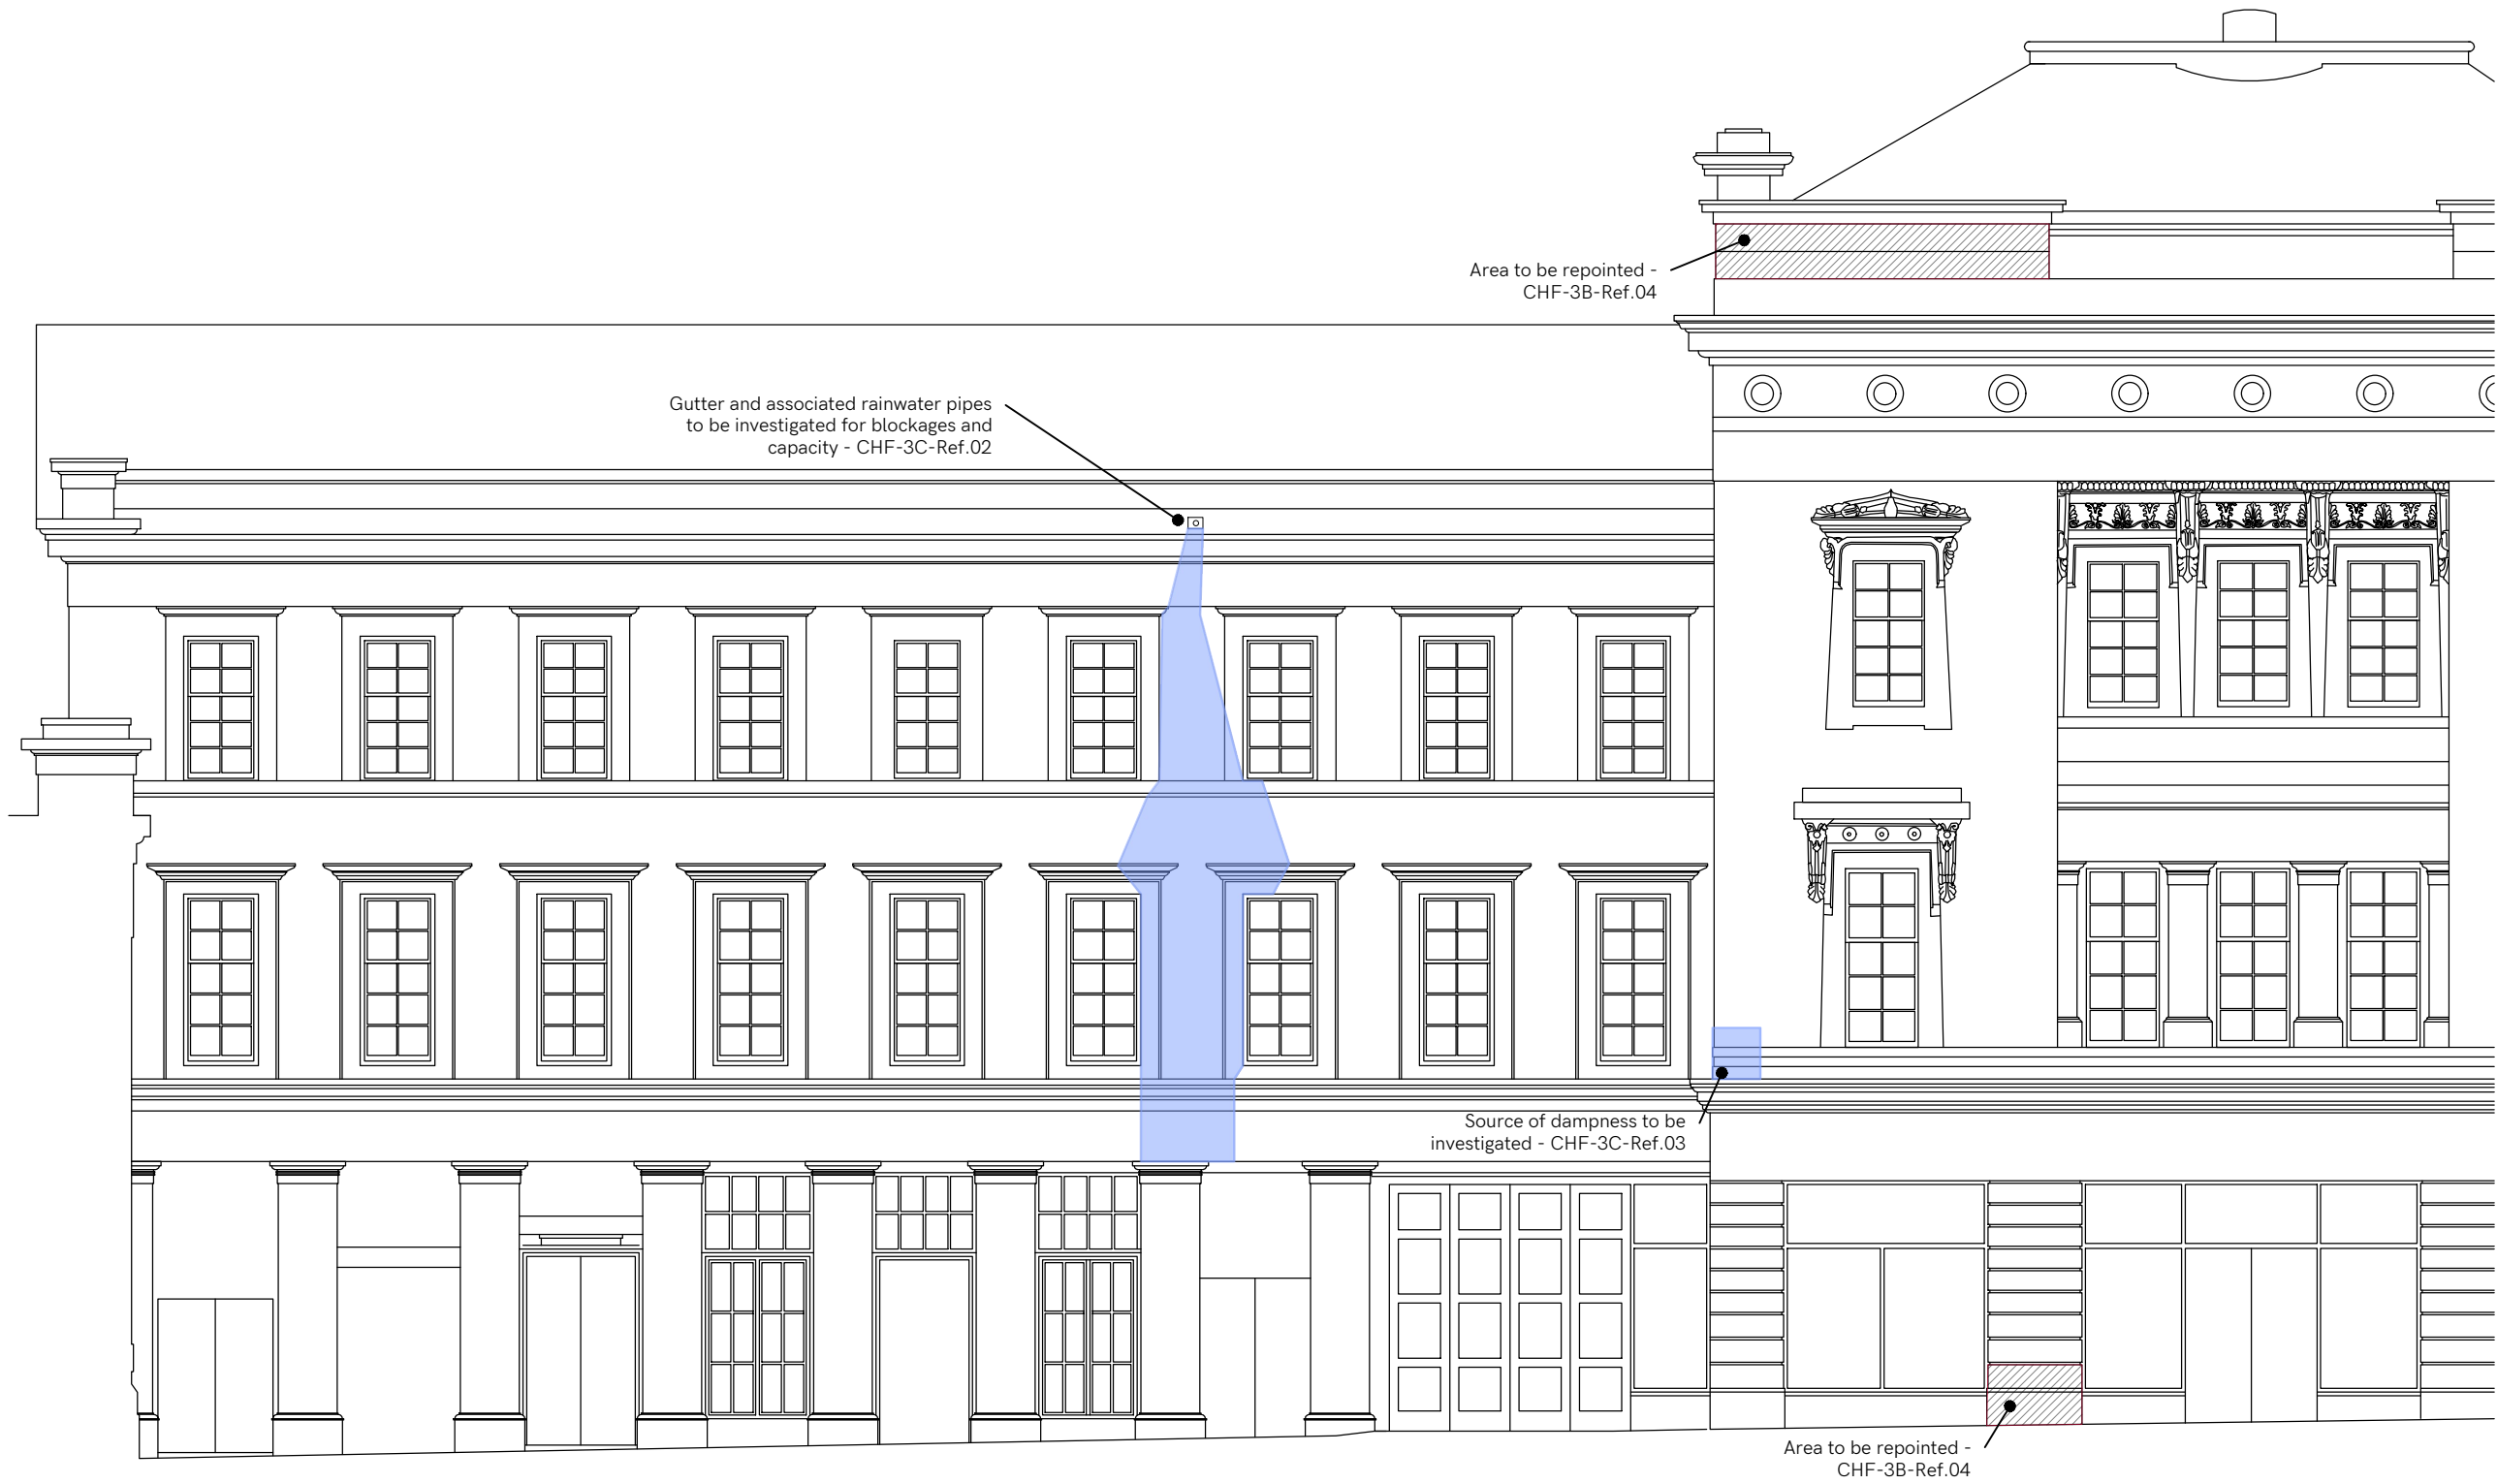 Area to be repointed -
CHF-3B-Ref.04
Gutter and associated rainwater pipes
to be investigated for blockages and
capacity - CHF-3C-Ref.02
Source of dampness to be
investigated - CHF-3C-Ref.03
Area to be repointed -
CHF-3B-Ref.04